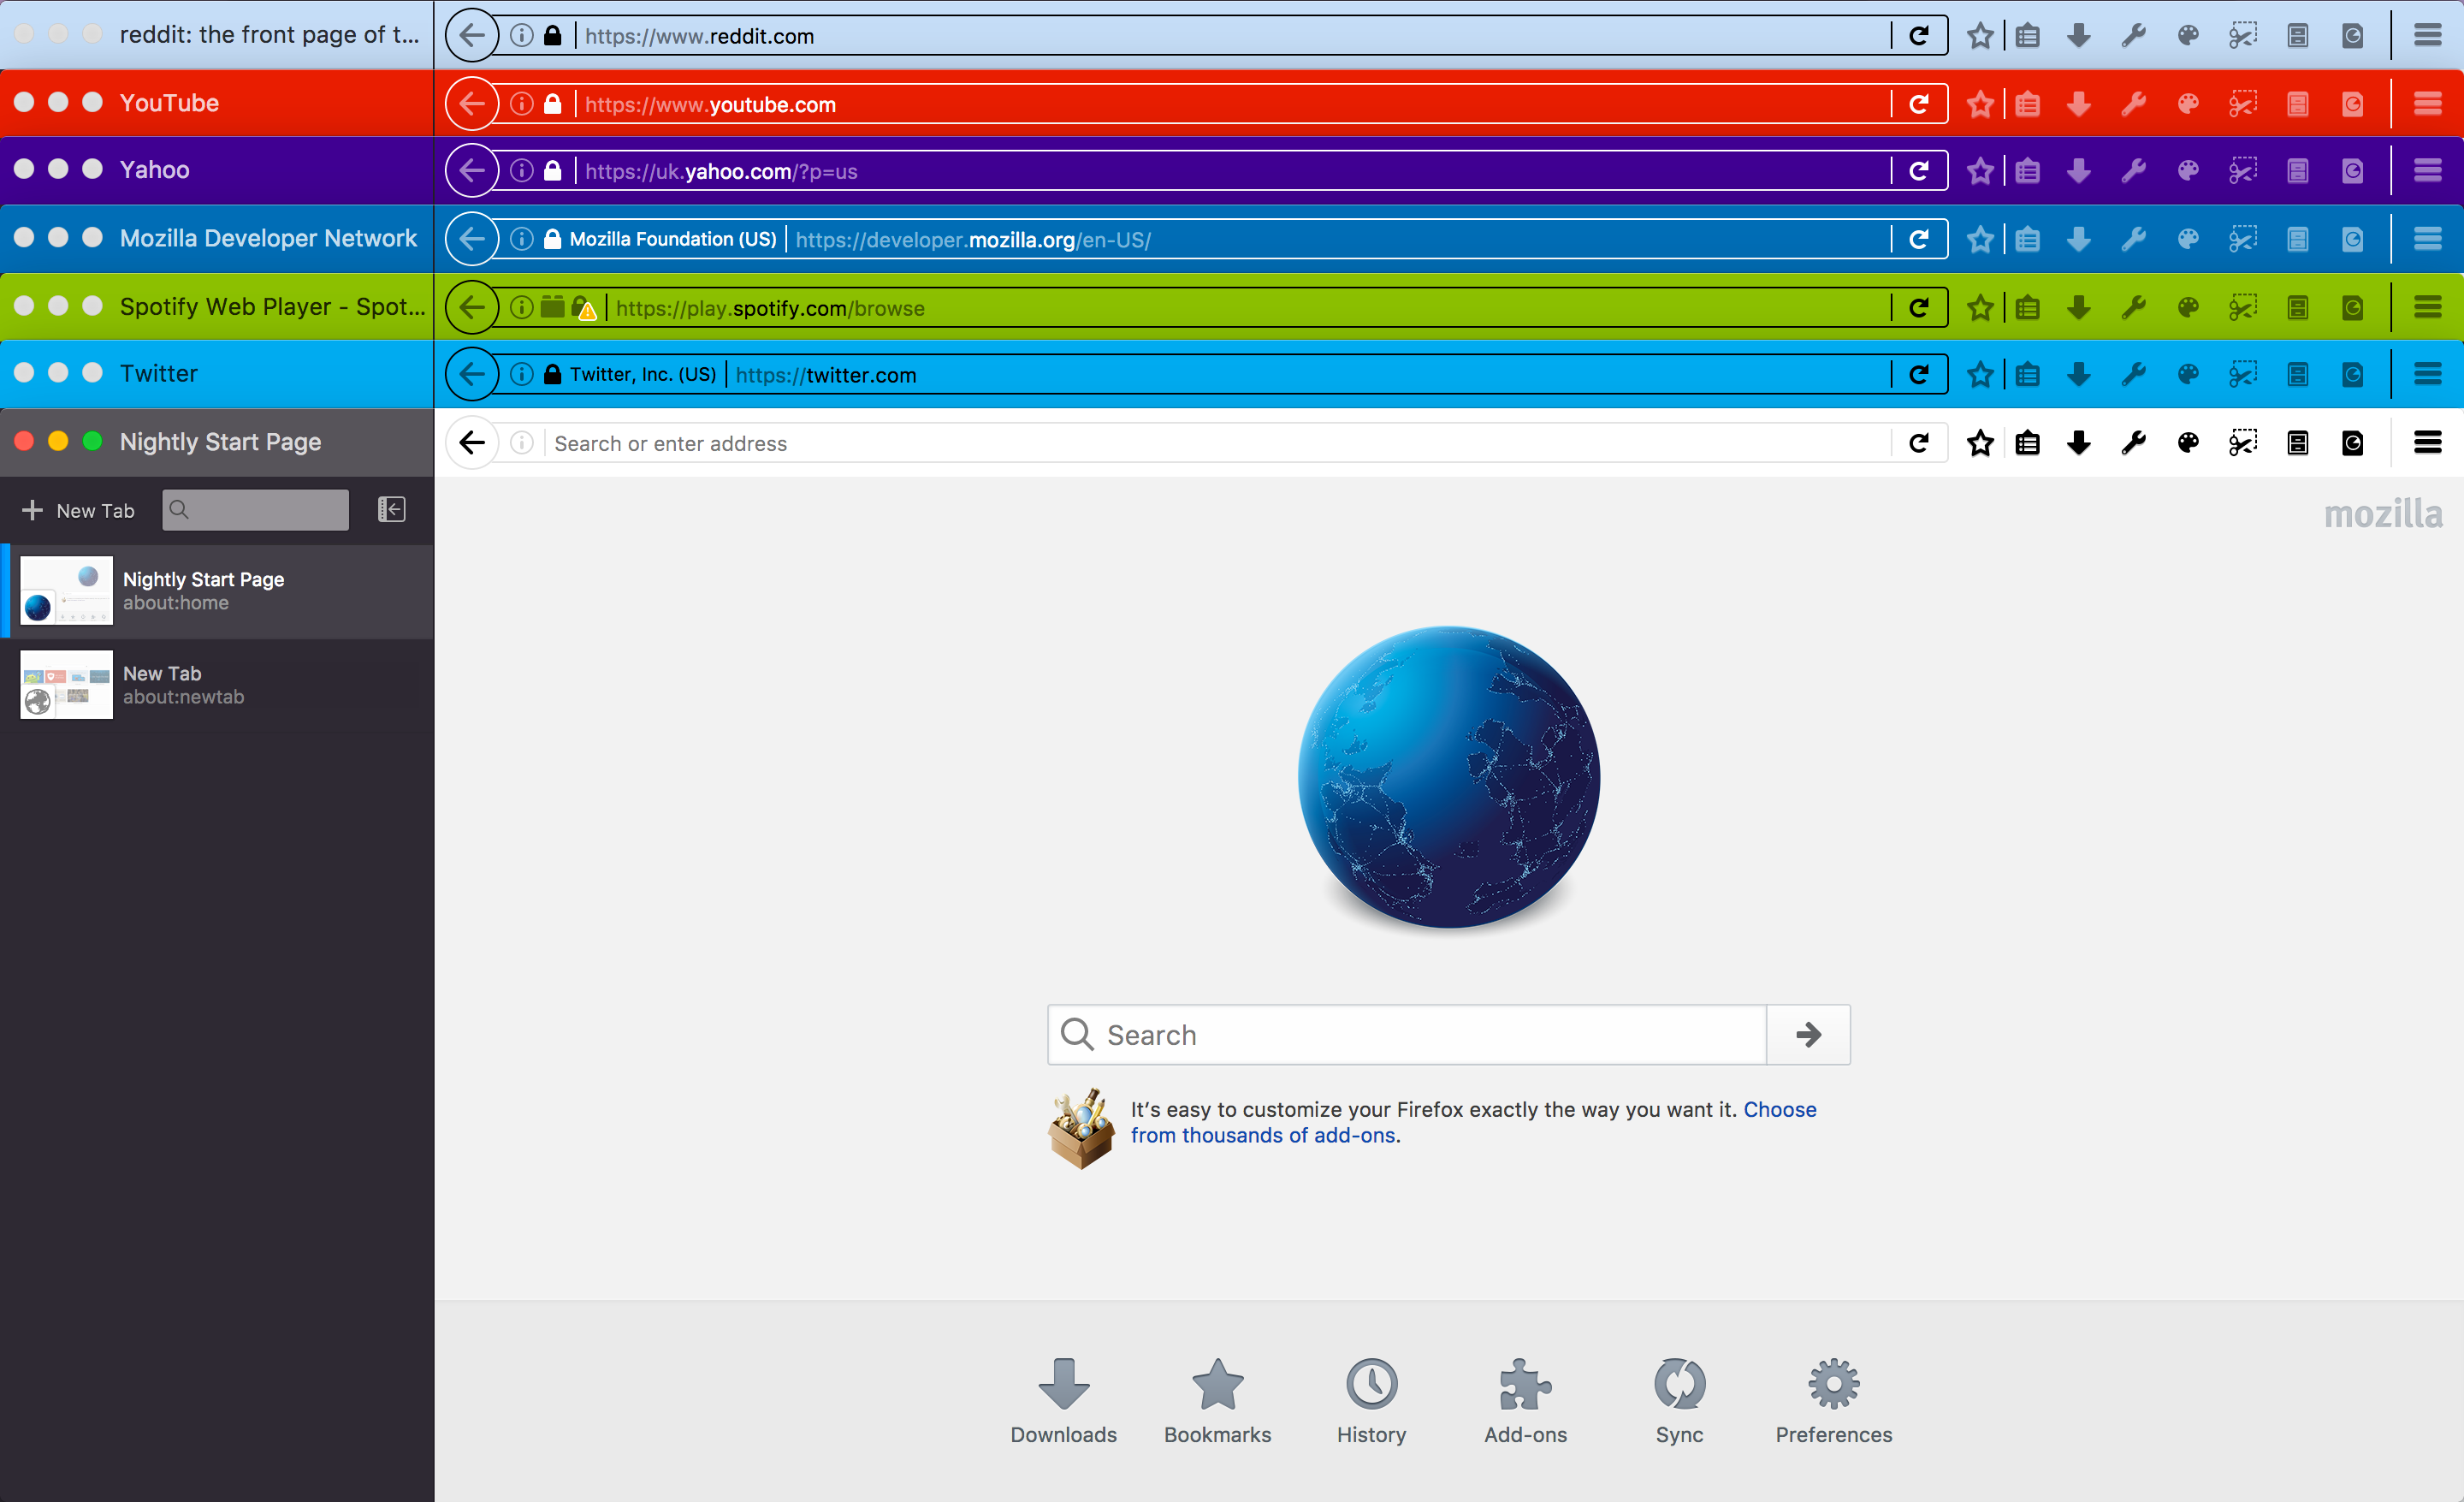 reddit: the front page of t... https://www.reddit.com
YouTube https://www.youtube.com
Yahoo https://uk.yahoo.com/?p=us
Mozilla Developer Network Mozilla Foundation (US) https://developer.mozilla.org/en-US/
Spotify Web Player - Spot... https://play.spotify.com/browse
Twitter Twitter, Inc. (US) https://twitter.com
Nightly Start Page Search or enter address
New Tab
mozilla
Nightly Start Page
about:home
New Tab
about:newtab
Search
It’s easy to customize your Firefox exactly the way you want it. Choose
from thousands of add-ons.
Downloads Bookmarks History Add-ons Sync Preferences